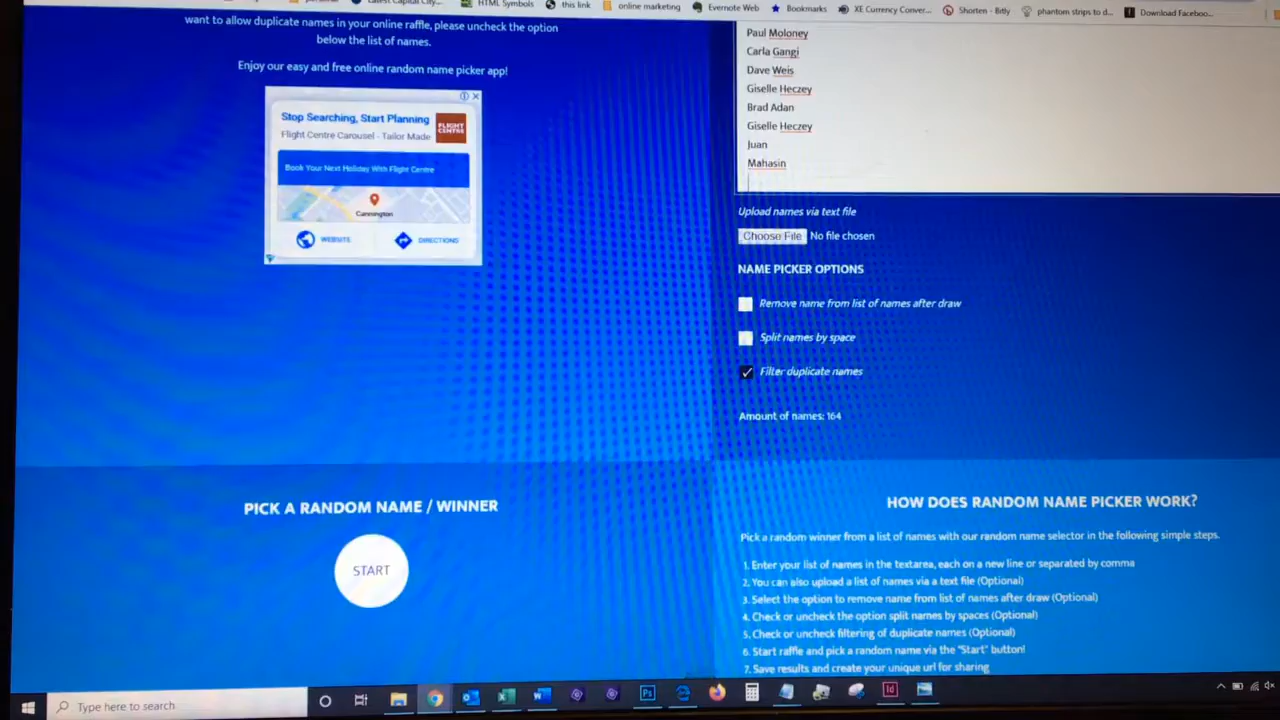 HTML Symbols
this link
online marketing
Evernote Web
Bookmarks
XE Currency Conver...
Shorten - Bitly
phantom strips to d...
Download Faceboo...
want to allow duplicate names in your online raffle, please uncheck the option
below the list of names.
Enjoy our easy and free online random name picker app!
Stop Searching, Start Planning
Flight Centre Carousel - Tailor Made
FLIGHT
CENTRE
Book Your Next Holiday With Flight Centre
Cannington
WEBSITE
DIRECTIONS
Paul Moloney
Carla Gangi
Dave Weis
Giselle Heczey
Brad Adan
Giselle Heczey
Juan
Mahasin
Upload names via text file
Choose File No file chosen
NAME PICKER OPTIONS
Remove name from list of names after draw
Split names by space
Filter duplicate names
Amount of names: 164
PICK A RANDOM NAME / WINNER
START
HOW DOES RANDOM NAME PICKER WORK?
Pick a random winner from a list of names with our random name selector in the following simple steps.
1. Enter your list of names in the textarea, each on a new line or separated by comma
2. You can also upload a list of names via a text file (Optional)
3. Select the option to remove name from list of names after draw (Optional)
4. Check or uncheck the option split names by spaces (Optional)
5. Check or uncheck filtering of duplicate names (Optional)
6. Start raffle and pick a random name via the "Start" button!
7. Save results and create your unique url for sharing
Type here to search
Ps
Id